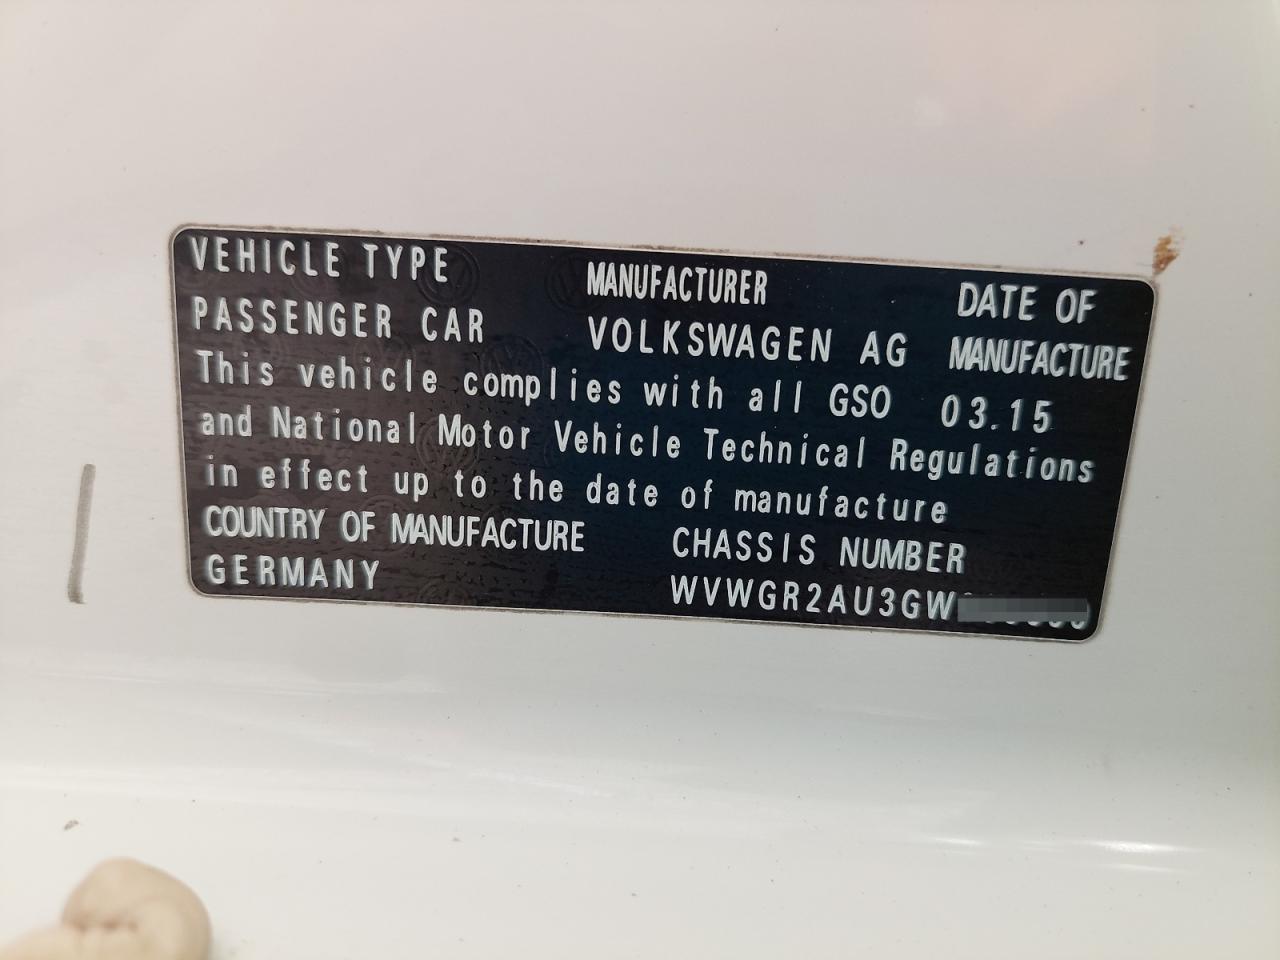 VEHICLE TYPE MANUFACTURER DATE OF
PASSENGER CAR VOLKSWAGEN AG MANUFACTURE
This vehicle complies with all GSO 03.15
and National Motor Vehicle Technical Regulations
in effect up to the date of manufacture
COUNTRY OF MANUFACTURE CHASSIS NUMBER
GERMANY WVWGR2AU3GW